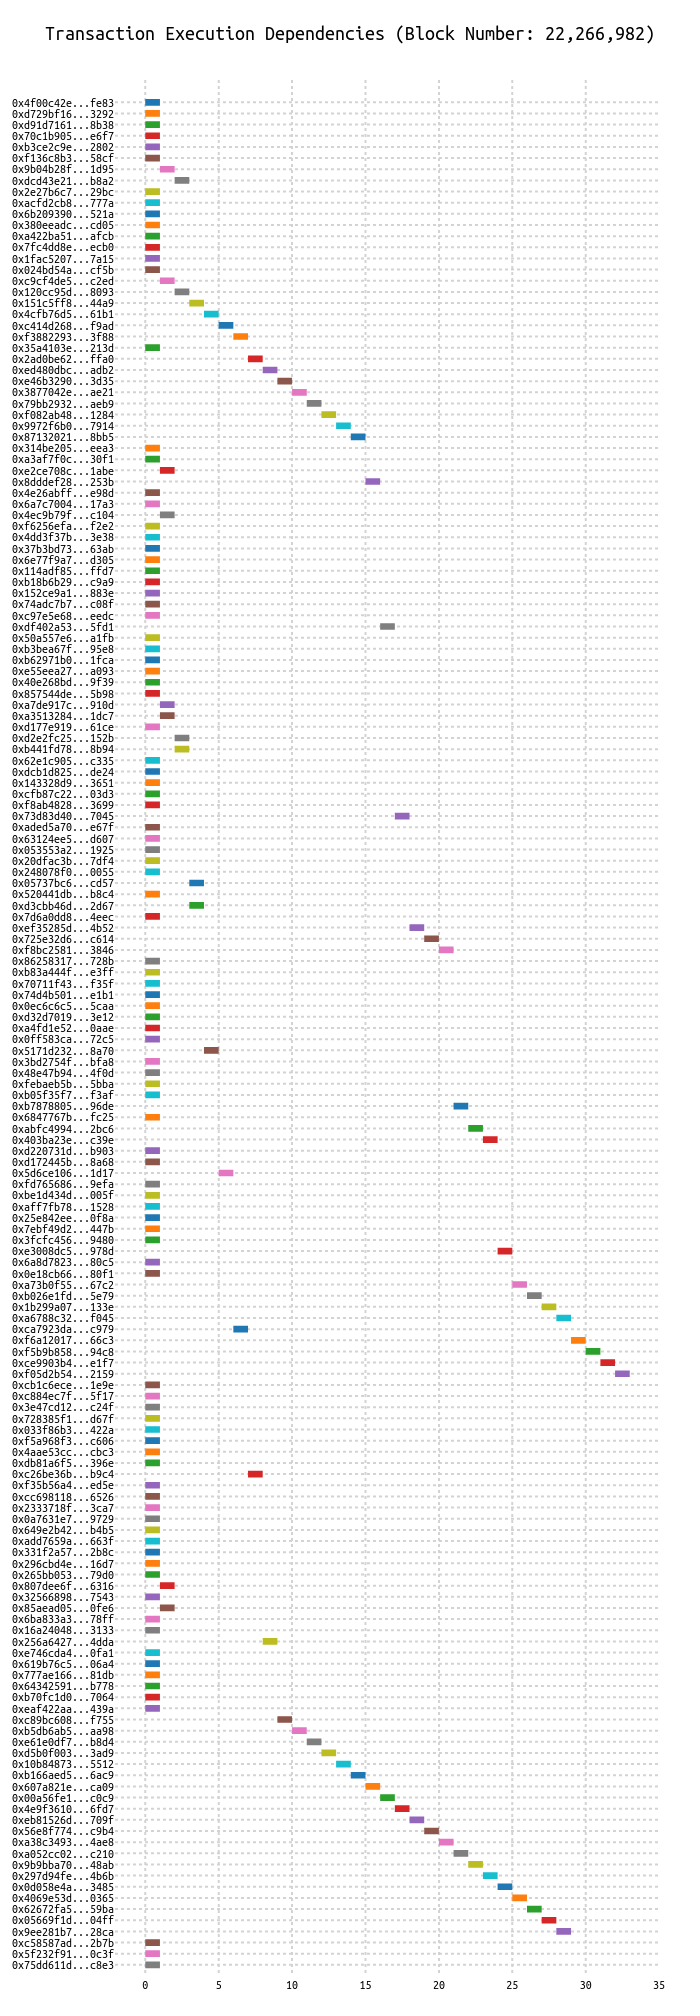 Transaction Execution Dependencies (Block Number: 22,266,982)
0x4f00c42e...fe83
0xd729bf16...3292
0xd91d7161...8b38
0x70c1b905...e6f7
0xb3ce2c9e...2802
0xf136c8b3...58cf
0x9b04b28f...1d95
0xdcd43e21...b8a2
0x2e27b6c7...29bc
0xacfd2cb8...777a
0x6b209390...521a
0x380eeadc...cd05
0xa422ba51...afcb
0x7fc4dd8e...ecb0
0x1fac5207...7a15
0x024bd54a...cf5b
0xc9cf4de5...c2ed
0x120cc95d...8093
0x151c5ff8...44a9
0x4cfb76d5...61b1
0xc414d268...f9ad
0xf3882293...3f88
0x35a4103e...213d
0x2ad0be62...ffa0
0xed480dbc...adb2
0xe46b3290...3d35
0x3877042e...ae21
0x79bb2932...aeb9
0xf082ab48...1284
0x9972f6b0...7914
0x87132021...8bb5
0x314be205...eea3
0xa3af7f0c...30f1
0xe2ce708c...1abe
0x8dddef28...253b
0x4e26abff...e98d
0x6a7c7004...17a3
0x4ec9b79f...c104
0xf6256efa...f2e2
0x4dd3f37b...3e38
0x37b3bd73...63ab
0x6e77f9a7...d305
0x114adf85...ffd7
0xb18b6b29...c9a9
0x152ce9a1...883e
0x74adc7b7...c08f
0xc97e5e68...eedc
0xdf402a53...5fd1
0x50a557e6...a1fb
0xb3bea67f...95e8
0xb62971b0...1fca
0xe55eea27...a093
0x40e268bd...9f39
0x857544de...5b98
0xa7de917c...910d
0xa3513284...1dc7
0xd177e919...61ce
0xd2e2fc25...152b
0xb441fd78...8b94
0x62e1c905...c335
0xdcb1d825...de24
0x143328d9...3651
0xcfb87c22...03d3
0xf8ab4828...3699
0x73d83d40...7045
0xaded5a70...e67f
0x63124ee5...d607
0x053553a2...1925
0x20dfac3b...7df4
0x248078f0...0055
0x05737bc6...cd57
0x520441db...b8c4
0xd3cbb46d...2d67
0x7d6a0dd8...4eec
0xef35285d...4b52
0x725e32d6...c614
0xf8bc2581...3846
0x86258317...728b
0xb83a444f...e3ff
0x70711f43...f35f
0x74d4b501...e1b1
0x0ec6c6c5...5caa
0xd32d7019...3e12
0xa4fd1e52...0aae
0x0ff583ca...72c5
0x5171d232...8a70
0x3bd2754f...bfa8
0x48e47b94...4f0d
0xfebaeb5b...5bba
0xb05f35f7...f3af
0xb7878805...96de
0x6847767b...fc25
0xabfc4994...2bc6
0x403ba23e...c39e
0xd220731d...b903
0xd172445b...8a68
0x5d6ce106...1d17
0xfd765686...9efa
0xbe1d434d...005f
0xaff7fb78...1528
0x25e842ee...0f8a
0x7ebf49d2...447b
0x3fcfc456...9480
0xe3008dc5...978d
0x6a8d7823...80c5
0x0e18cb66...80f1
0xa73b0f55...67c2
0xb026e1fd...5e79
0x1b299a07...133e
0xa6788c32...f045
0xca7923da...c979
0xf6a12017...66c3
0xf5b9b858...94c8
0xce9903b4...e1f7
0xf05d2b54...2159
0xcb1c6ece...1e9e
0xc884ec7f...5f17
0x3e47cd12...c24f
0x728385f1...d67f
0x033f86b3...422a
0xf5a968f3...c606
0x4aae53cc...cbc3
0xdb81a6f5...396e
0xc26be36b...b9c4
0xf35b56a4...ed5e
0xcc698118...6526
0x2333718f...3ca7
0x0a7631e7...9729
0x649e2b42...b4b5
0xadd7659a...663f
0x331f2a57...2b8c
0x296cbd4e...16d7
0x265bb053...79d0
0x807dee6f...6316
0x32566898...7543
0x85aead05...0fe6
0x6ba833a3...78ff
0x16a24048...3133
0x256a6427...4dda
0xe746cda4...0fa1
0x619b76c5...06a4
0x777ae166...81db
0x64342591...b778
0xb70fc1d0...7064
0xeaf422aa...439a
0xc89bc608...f755
0xb5db6ab5...aa98
0xe61e0df7...b8d4
0xd5b0f003...3ad9
0x10b84873...5512
0xb166aed5...6ac9
0x607a821e...ca09
0x00a56fe1...c0c9
0x4e9f3610...6fd7
0xeb81526d...709f
0x56e8f774...c9b4
0xa38c3493...4ae8
0xa052cc02...c210
0x9b9bba70...48ab
0x297d94fe...4b6b
0x0d058e4a...3485
0x4069e53d...0365
0x62672fa5...59ba
0x05669f1d...04ff
0x9ee281b7...28ca
0xc58587ad...2b7b
0x5f232f91...0c3f
0x75dd611d...c8e3
0 5 10 15 20 25 30 35